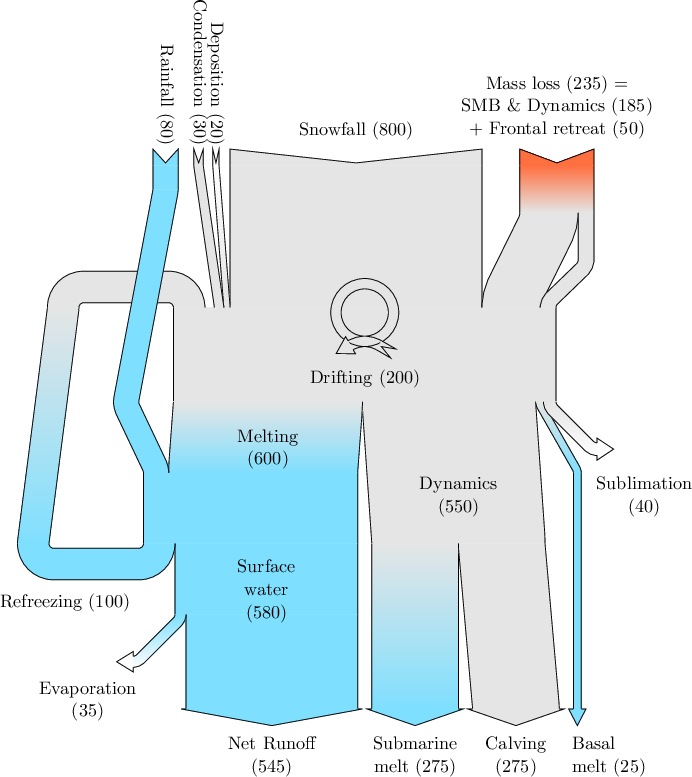 Rainfall (80)
Condensation (30)
Deposition (20)
Snowfall (800)
Mass loss (235) =
SMB & Dynamics (185)
+ Frontal retreat (50)
Drifting (200)
Melting
(600)
Dynamics
(550)
Sublimation
(40)
Surface
water
(580)
Refreezing (100)
Evaporation
(35)
Net Runoff
(545)
Submarine
melt (275)
Calving
(275)
Basal
melt (25)